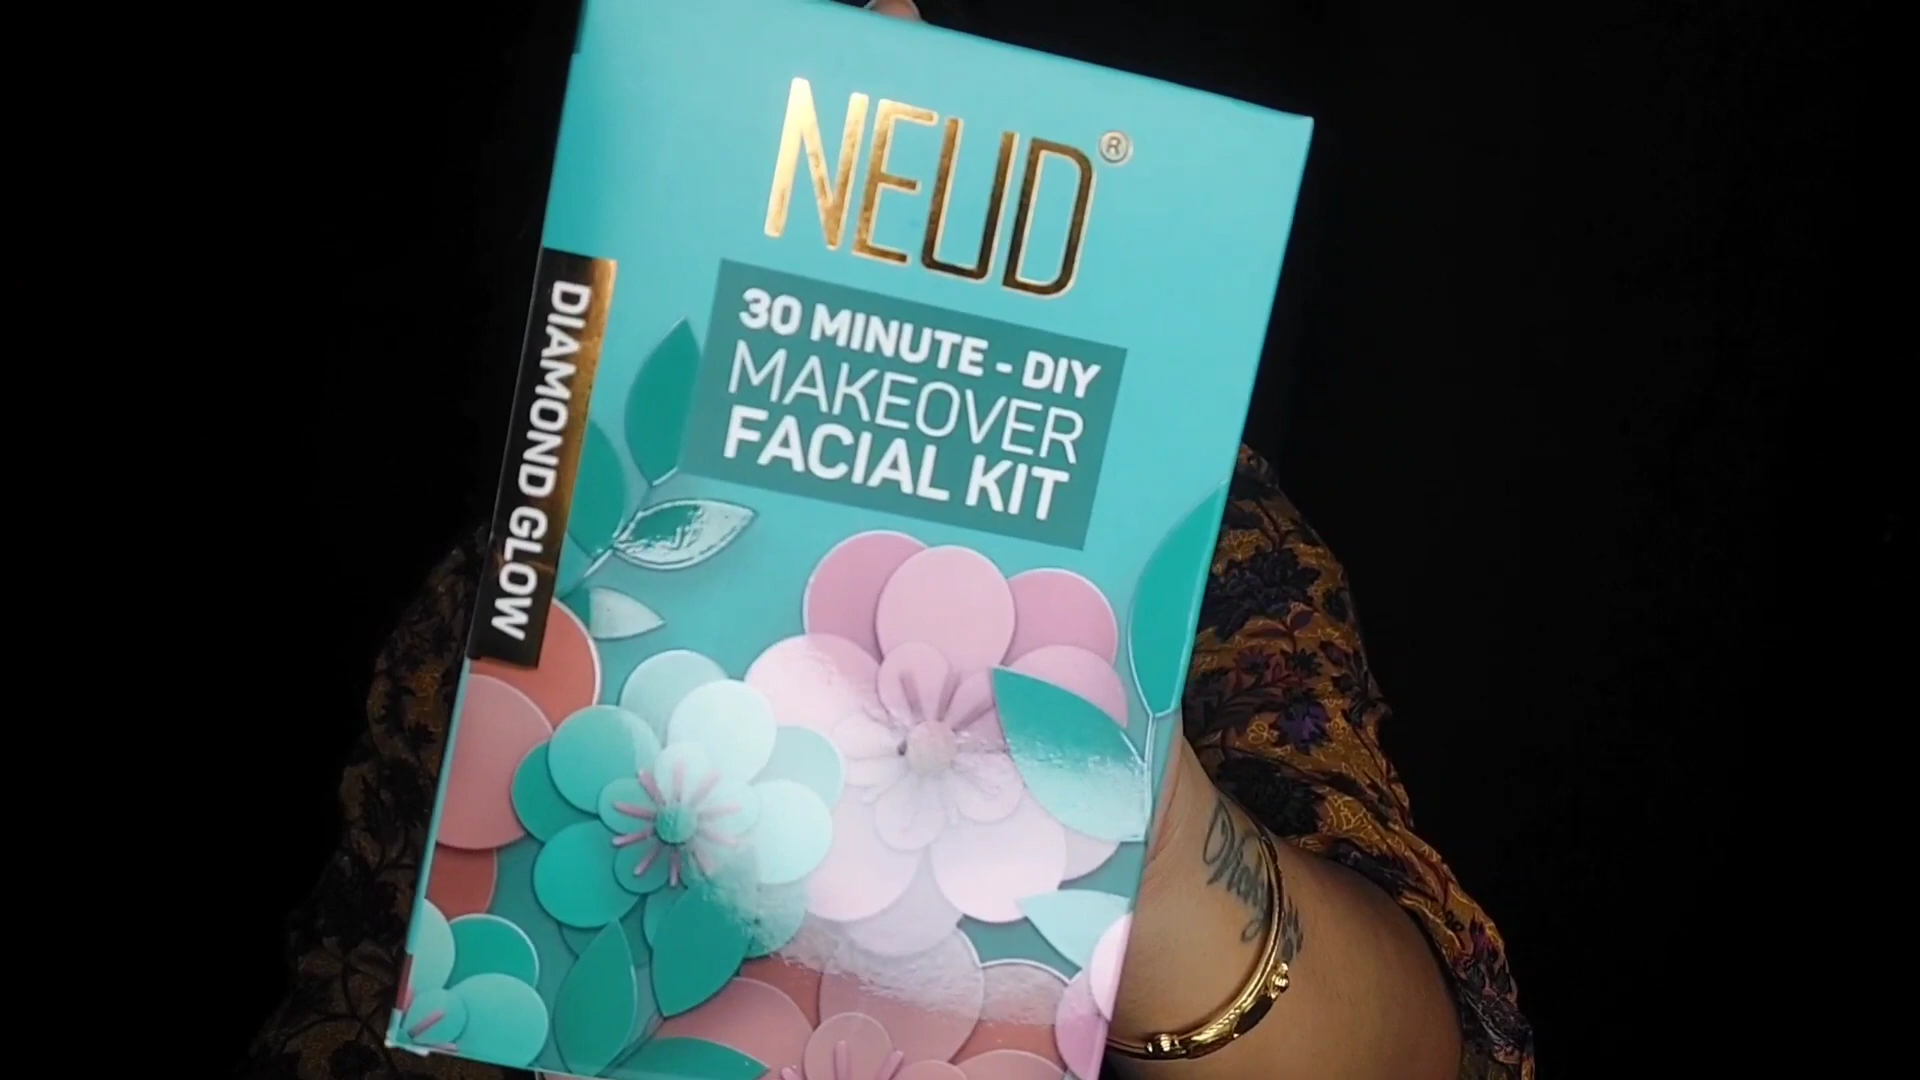 NEUD®
30 MINUTE - DIY
MAKEOVER
FACIAL KIT
DIAMOND GLOW